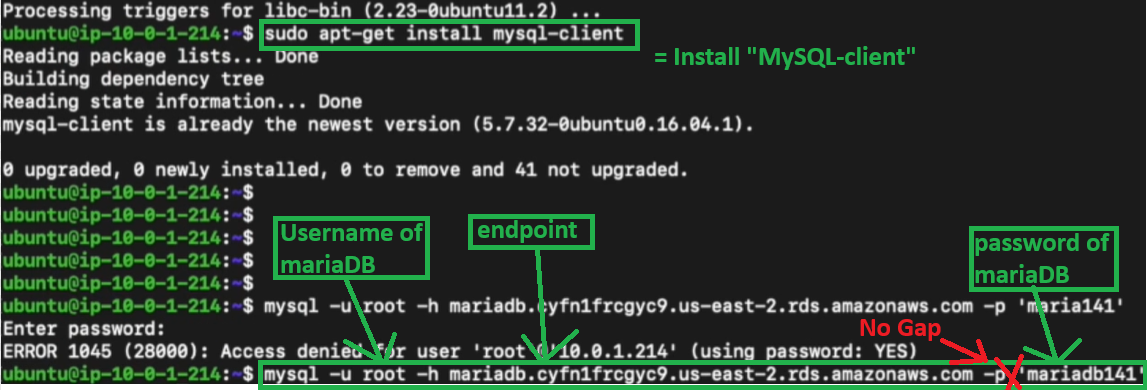 Processing triggers for libc-bin (2.23-0ubuntu11.2) ...
ubuntu@ip-10-0-1-214:~$ sudo apt-get install mysql-client
Reading package lists... Done
= Install "MySQL-client"
Building dependency tree
Reading state information... Done
mysql-client is already the newest version (5.7.32-0ubuntu0.16.04.1).
0 upgraded, 0 newly installed, 0 to remove and 41 not upgraded.
ubuntu@ip-10-0-1-214:~$
ubuntu@ip-10-0-1-214:~$
ubuntu@ip-10-0-1-214:~$
ubuntu@ip-10-0-1-214:~$
ubuntu@ip-10-0-1-214:~$
Username of
mariaDB
endpoint
password of
mariaDB
ubuntu@ip-10-0-1-214:~$ mysql -u root -h mariadb.cyfn1frcgyc9.us-east-2.rds.amazonaws.com -p 'maria141'
Enter password:
No Gap
ERROR 1045 (28000): Access denied for user 'root'@'10.0.1.214' (using password: YES)
ubuntu@ip-10-0-1-214:~$ mysql -u root -h mariadb.cyfn1frcgyc9.us-east-2.rds.amazonaws.com -p 'mariadb141'